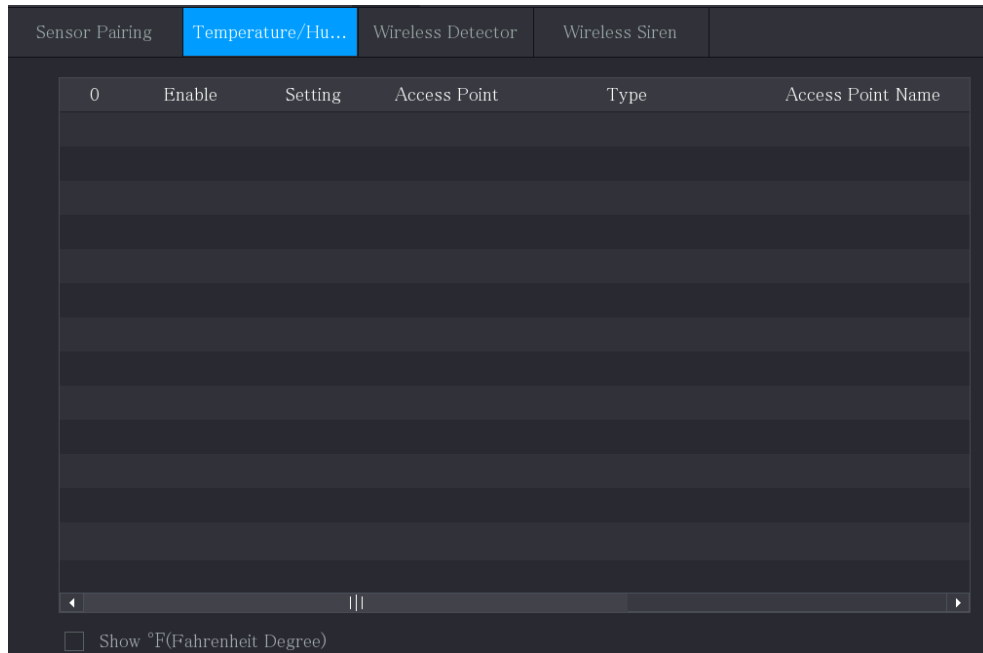 Sensor Pairing Temperature/Hu... Wireless Detector Wireless Siren
0 Enable Setting Access Point Type Access Point Name
Show °F(Fahrenheit Degree)